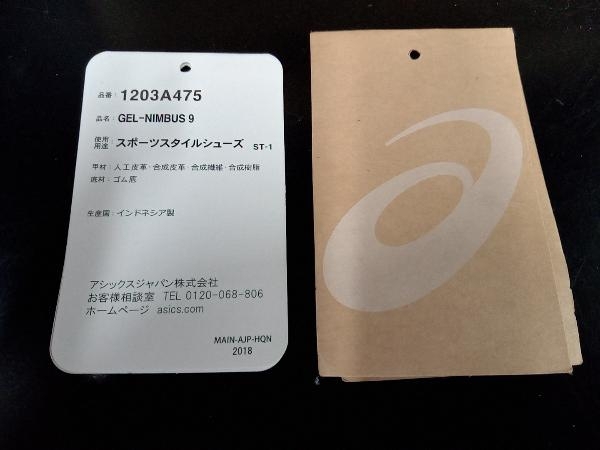 品番: 1203A475
品名: GEL-NIMBUS 9
使用用途: スポーツスタイルシューズ ST-1
甲材: 人工皮革・合成皮革・合成繊維・合成樹脂
底材: ゴム底
生産国: インドネシア製
アシックスジャパン株式会社
お客様相談室 TEL 0120-068-806
ホームページ asics.com
MAIN-AJP-HQN
2018